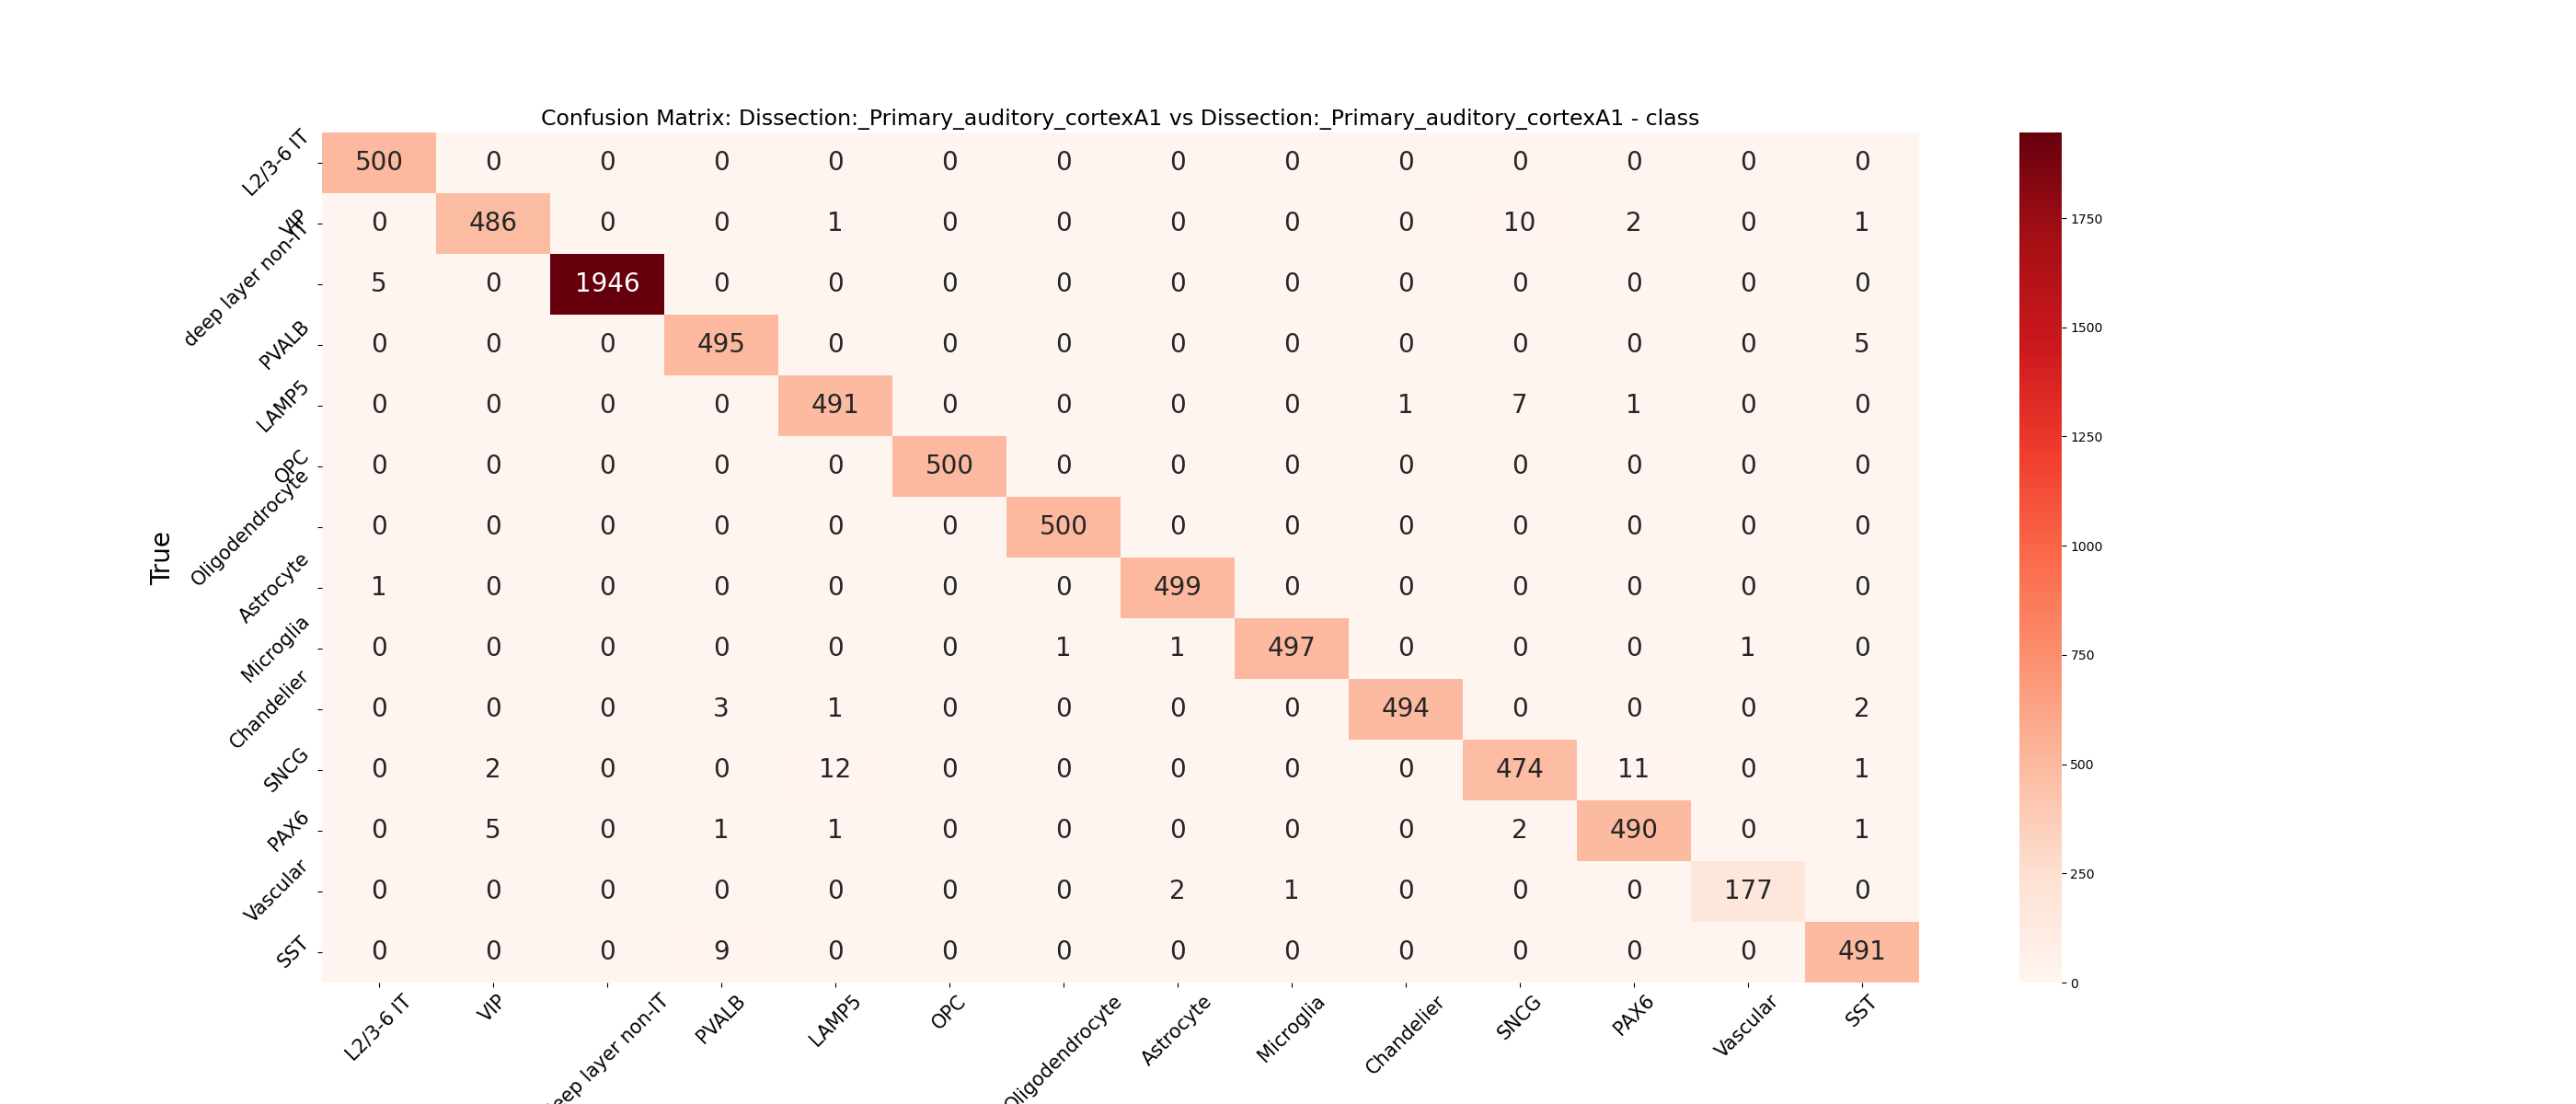 Confusion Matrix: Dissection:_Primary_auditory_cortexA1 vs Dissection:_Primary_auditory_cortexA1 - class
True
L2/3-6 IT 500 0 0 0 0 0 0 0 0 0 0 0 0 0
VIP 0 486 0 0 1 0 0 0 0 0 10 2 0 1
deep layer non-IT 5 0 1946 0 0 0 0 0 0 0 0 0 0 0
PVALB 0 0 0 495 0 0 0 0 0 0 0 0 0 5
LAMP5 0 0 0 0 491 0 0 0 0 1 7 1 0 0
OPC 0 0 0 0 0 500 0 0 0 0 0 0 0 0
Oligodendrocyte 0 0 0 0 0 0 500 0 0 0 0 0 0 0
Astrocyte 1 0 0 0 0 0 0 499 0 0 0 0 0 0
Microglia 0 0 0 0 0 0 1 1 497 0 0 0 1 0
Chandelier 0 0 0 3 1 0 0 0 0 494 0 0 0 2
SNCG 0 2 0 0 12 0 0 0 0 0 474 11 0 1
PAX6 0 5 0 1 1 0 0 0 0 0 2 490 0 1
Vascular 0 0 0 0 0 0 0 2 1 0 0 0 177 0
SST 0 0 0 9 0 0 0 0 0 0 0 0 0 491
L2/3-6 IT VIP eep layer non-IT PVALB LAMP5 OPC Oligodendrocyte Astrocyte Microglia Chandelier SNCG PAX6 Vascular SST
1750
1500
1250
1000
750
500
250
0